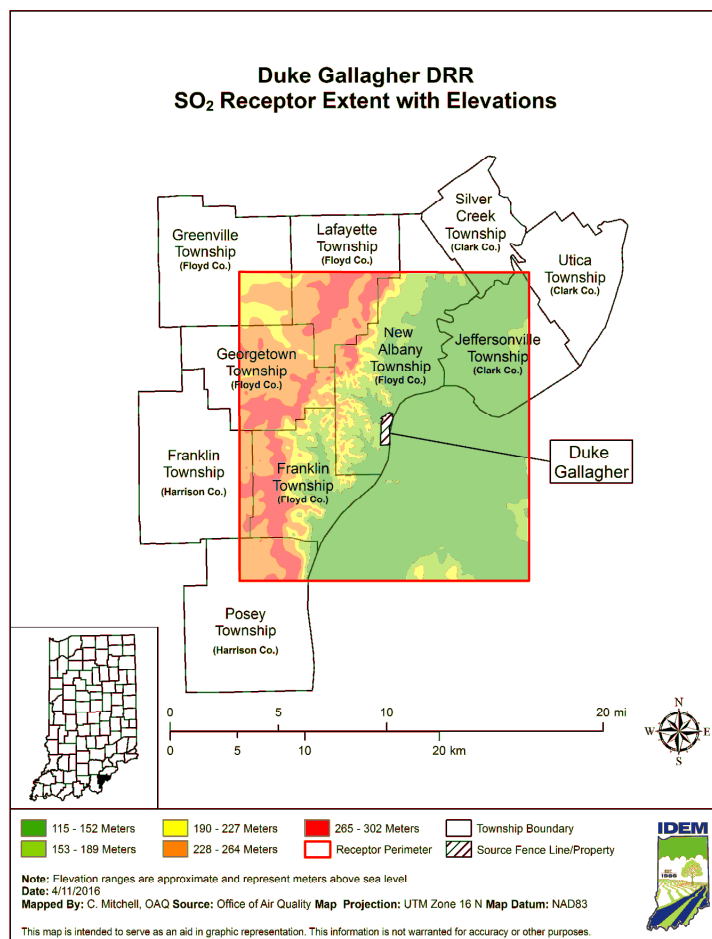 Duke Gallagher DRR
SO₂ Receptor Extent with Elevations
Silver
Creek
Township
(Clark Co.)
Greenville
Township
(Floyd Co.)
Lafayette
Township
(Floyd Co.)
Utica
Township
(Clark Co.)
New
Albany
Township
(Floyd Co.)
Jeffersonville
Township
(Clark Co.)
Georgetown
Township
(Floyd Co.)
Franklin
Township
(Harrison Co.)
Franklin
Township
(Floyd Co.)
Duke
Gallagher
Posey
Township
(Harrison Co.)
0 5 10 20 mi
0 5 10 20 km
N
W E
S
115 - 152 Meters
190 - 227 Meters
265 - 302 Meters
Township Boundary
153 - 189 Meters
228 - 264 Meters
Receptor Perimeter
Source Fence Line/Property
IDEM
Note: Elevation ranges are approximate and represent meters above sea level
Date: 4/11/2016
Mapped By: C. Mitchell, OAQ Source: Office of Air Quality Map Projection: UTM Zone 16 N Map Datum: NAD83
This map is intended to serve as an aid in graphic representation. This information is not warranted for accuracy or other purposes.